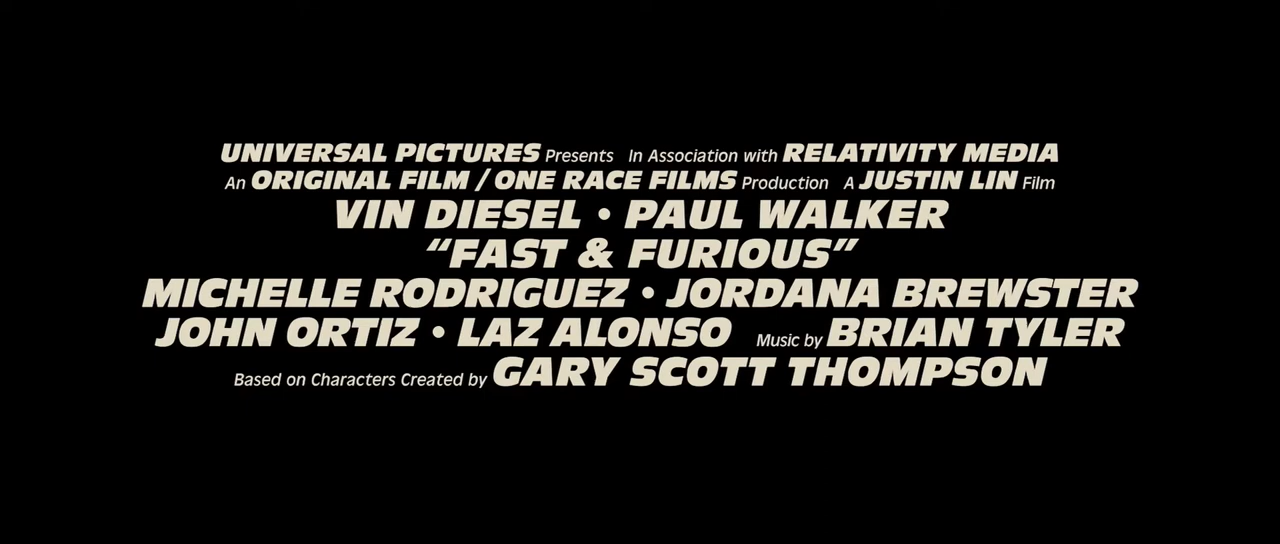 UNIVERSAL PICTURES Presents In Association with RELATIVITY MEDIA
An ORIGINAL FILM / ONE RACE FILMS Production A JUSTIN LIN Film
VIN DIESEL • PAUL WALKER
“FAST & FURIOUS”
MICHELLE RODRIGUEZ • JORDANA BREWSTER
JOHN ORTIZ • LAZ ALONSO Music by BRIAN TYLER
Based on Characters Created by GARY SCOTT THOMPSON